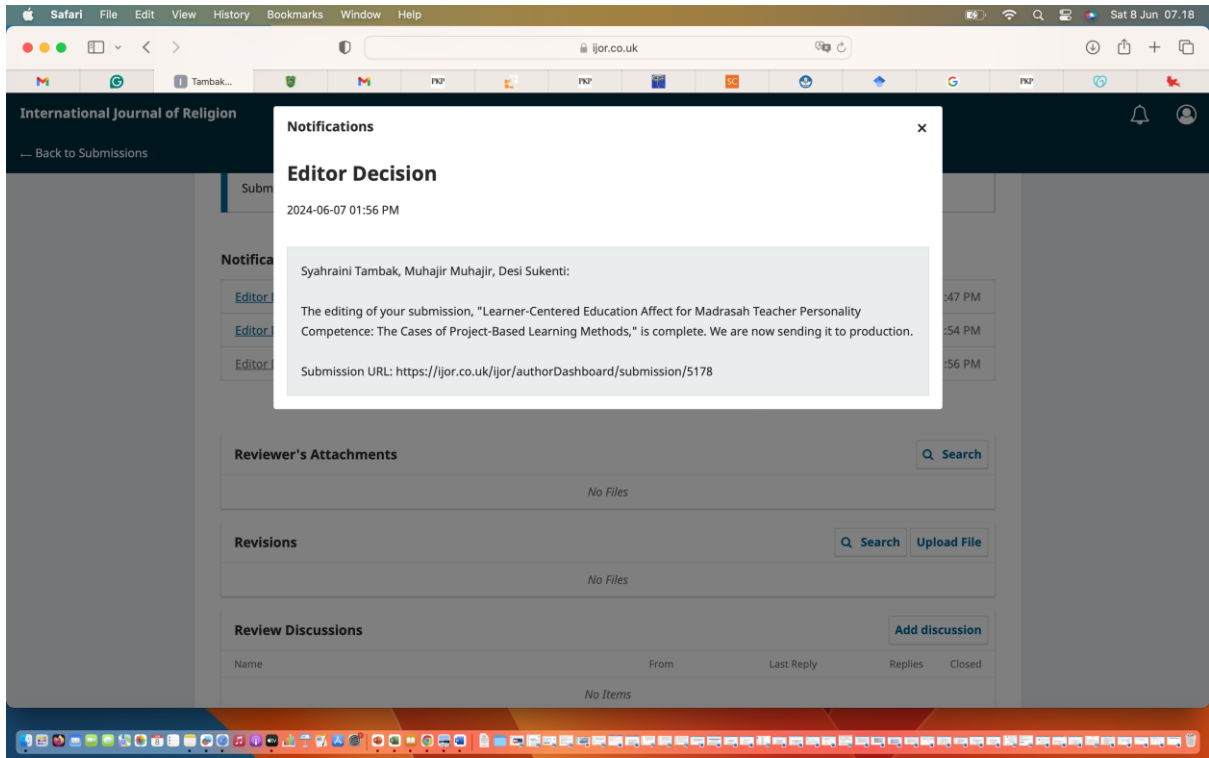 Safari File Edit View History Bookmarks Window Help Sat 8 Jun 07.18
ijor.co.uk
Tambak... PKP PKP SC PKP
International Journal of Religion
← Back to Submissions
Notifications
Editor Decision
2024-06-07 01:56 PM
Syahraini Tambak, Muhajir Muhajir, Desi Sukenti:
The editing of your submission, "Learner-Centered Education Affect for Madrasah Teacher Personality
Competence: The Cases of Project-Based Learning Methods," is complete. We are now sending it to production.
Submission URL: https://ijor.co.uk/ijor/authorDashboard/submission/5178
Subm
Notifica
Editor :47 PM
Editor :54 PM
Editor :56 PM
Reviewer's Attachments Search
No Files
Revisions Search Upload File
No Files
Review Discussions Add discussion
Name From Last Reply Replies Closed
No Items